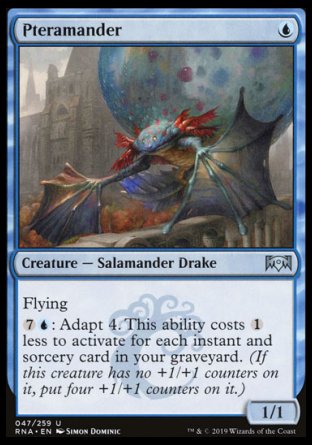 Pteramander
Creature — Salamander Drake
Flying
7 : Adapt 4. This ability costs 1
less to activate for each instant and
sorcery card in your graveyard. (If
this creature has no +1/+1 counters on
it, put four +1/+1 counters on it.)
1/1
047/259 U
RNA • EN Simon Dominic
™ & © 2019 Wizards of the Coast